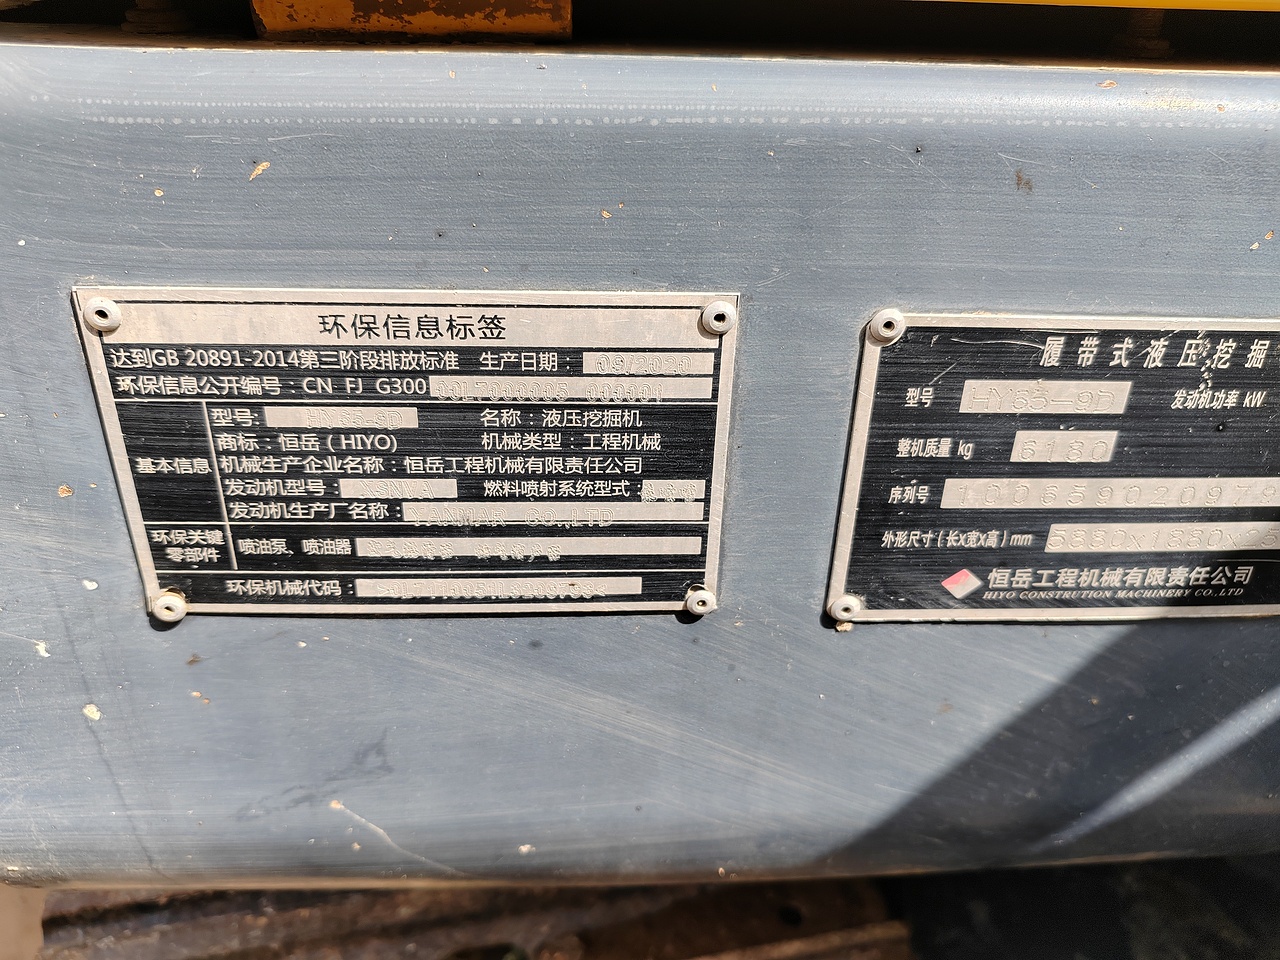 环保信息标签
达到GB 20891-2014第三阶段排放标准 生产日期: 09/2020
环保信息公开编号: CN FJ G300
型号: HY65-9D 名称: 液压挖掘机
商标: 恒岳 (HIYO) 机械类型: 工程机械
基本信息 机械生产企业名称: 恒岳工程机械有限责任公司
发动机型号: 燃料喷射系统型式:
发动机生产厂名称: YANMAR CO.,LTD
环保关键零部件 喷油泵、喷油器
环保机械代码:
履带式液压挖掘
型号 HY65-9D 发动机功率 kW
整机质量 kg 6180
序列号 10065902097
外形尺寸(长X宽X高) mm 5880x1880x25
恒岳工程机械有限责任公司
HIYO CONSTRUTION MACHINERY CO.,LTD